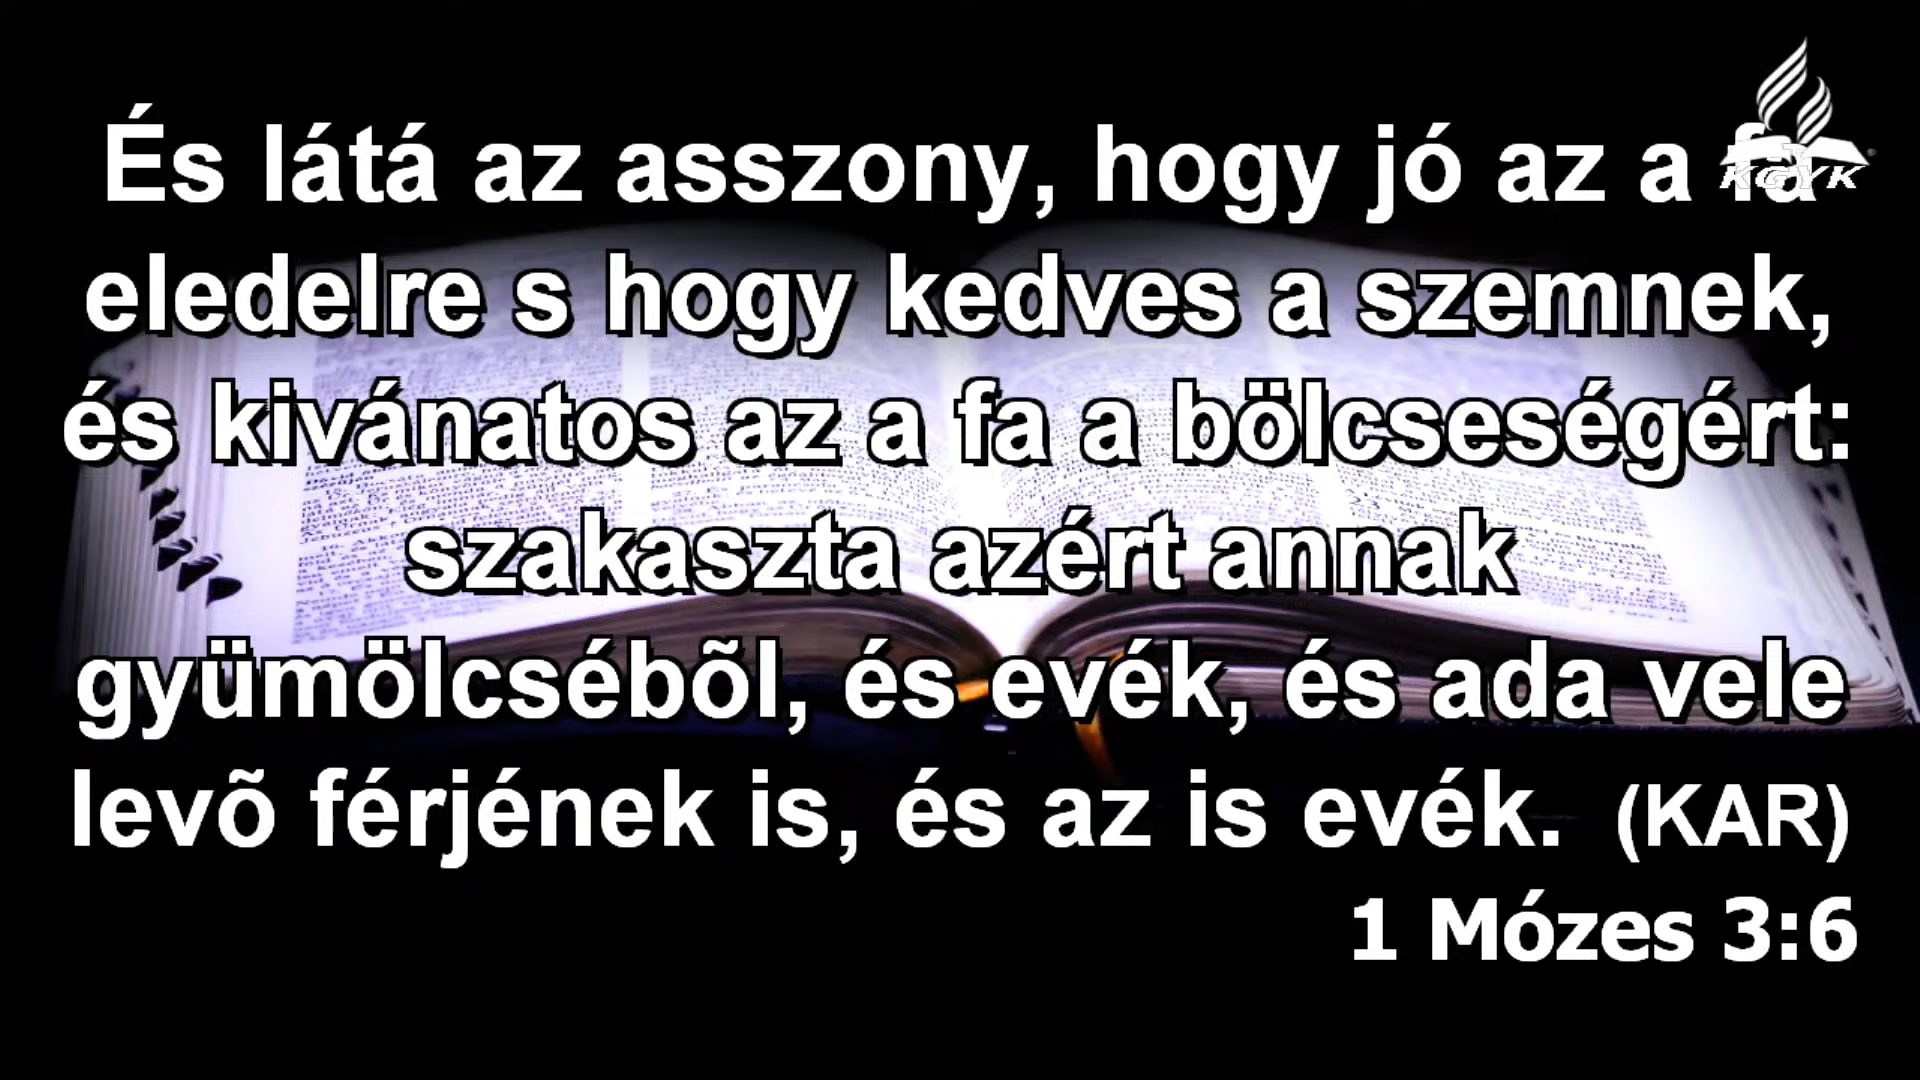 És látá az asszony, hogy jó az a fa
KGYK
eledelre s hogy kedves a szemnek,
és kivánatos az a fa a bölcseségért:
szakaszta azért annak
gyümölcsébõl, és evék, és ada vele
levõ férjének is, és az is evék. (KAR)
1 Mózes 3:6